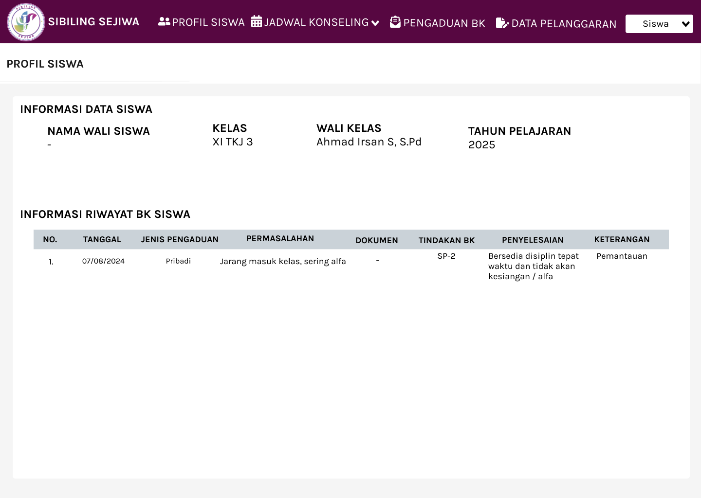 SIBILING SEJIWA PROFIL SISWA JADWAL KONSELING PENGADUAN BK DATA PELANGGARAN Siswa
PROFIL SISWA
INFORMASI DATA SISWA
NAMA WALI SISWA KELAS WALI KELAS TAHUN PELAJARAN
- XI TKJ 3 Ahmad Irsan S, S.Pd 2025
INFORMASI RIWAYAT BK SISWA
NO. TANGGAL JENIS PENGADUAN PERMASALAHAN DOKUMEN TINDAKAN BK PENYELESAIAN KETERANGAN
1. 07/08/2024 Pribadi Jarang masuk kelas, sering alfa - SP-2 Bersedia disiplin tepat Pemantauan
waktu dan tidak akan
kesiangan / alfa